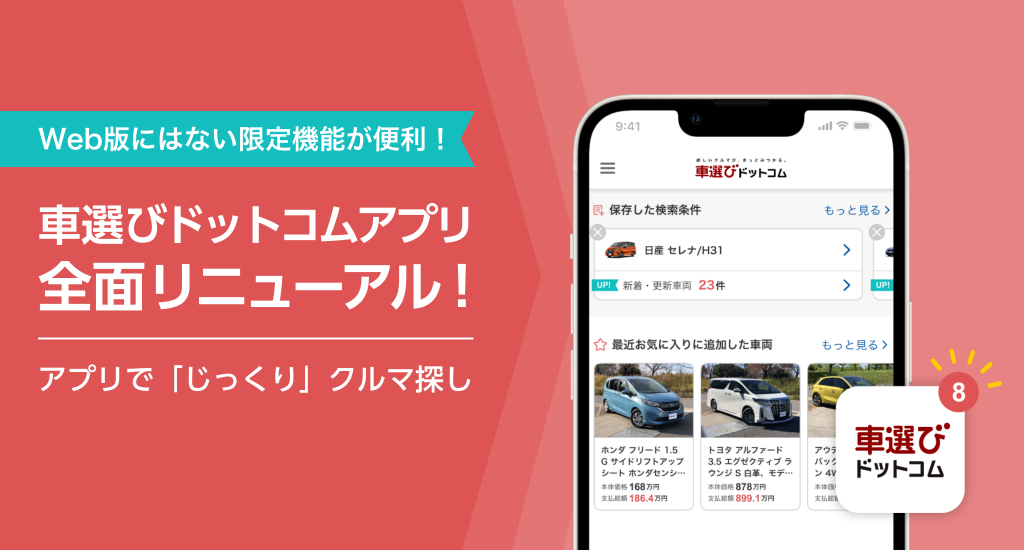 Web版にはない限定機能が便利！
車選びドットコムアプリ
全面リニューアル！
アプリで「じっくり」クルマ探し
9:41
欲しいクルマが、きっとみつかる。
車選びドットコム
保存した検索条件
もっと見る
日産 セレナ/H31
UP!
新着・更新車両 23件
UP!
最近お気に入りに追加した車両
もっと見る
ホンダ フリード 1.5
G サイドリフトアップ
シート ホンダセンシ…
本体価格 168万円
支払総額 186.4万円
トヨタ アルファード
3.5 エグゼクティブ ラ
ウンジ S 白革、モデ…
本体価格 878万円
支払総額 899.1万円
アウデ
バック
ン 4W
本体価
支払総
8
車選び
ドットコム